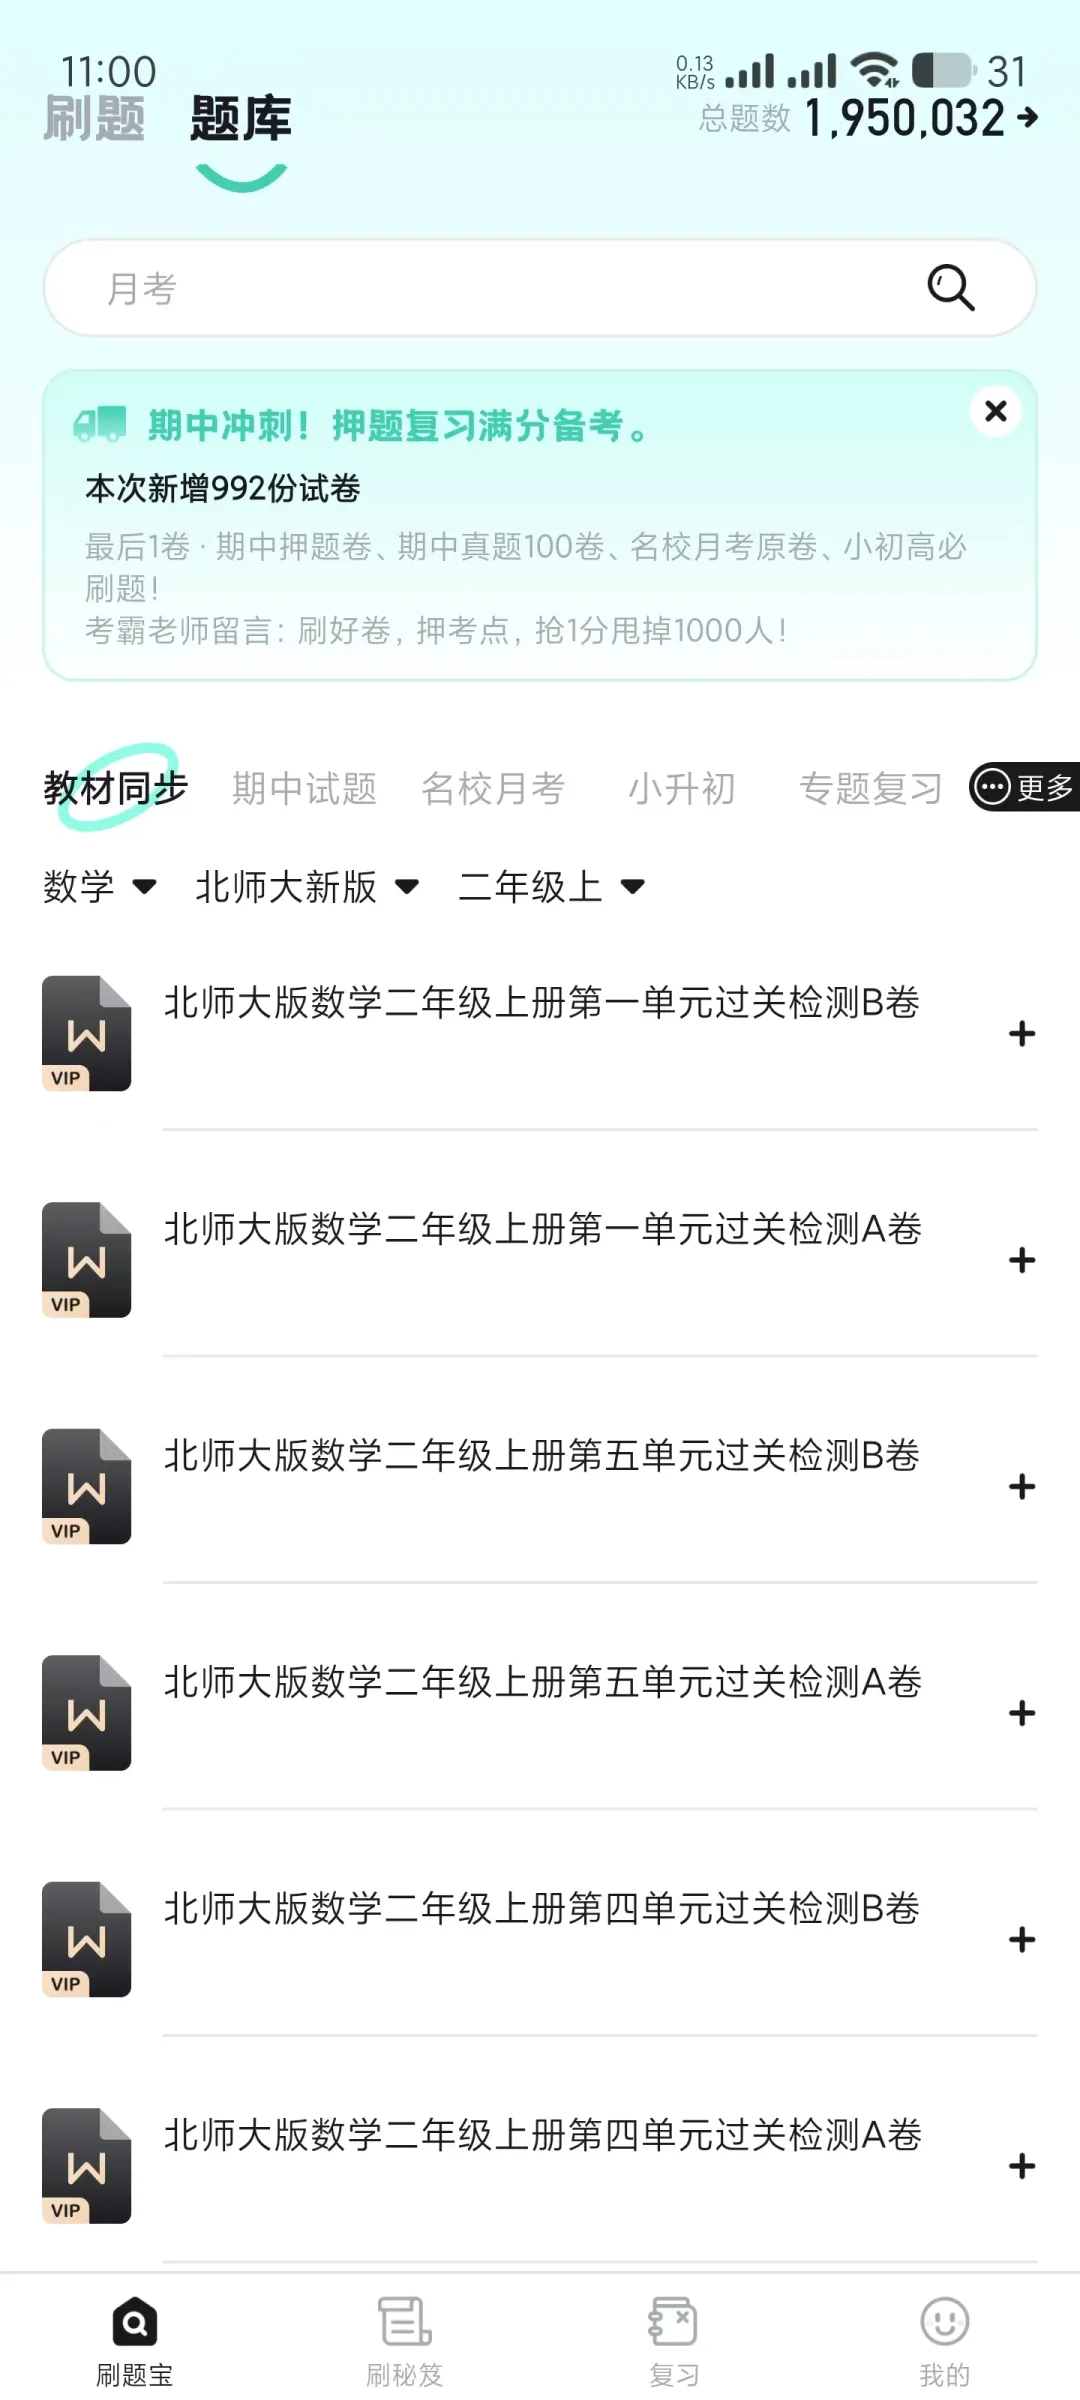 11:00
0.13
KB/s
31
刷题 题库
总题数 1,950,032
月考
期中冲刺！押题复习满分备考。
本次新增992份试卷
最后1卷·期中押题卷、期中真题100卷、名校月考原卷、小初高必
刷题！
考霸老师留言：刷好卷，押考点，抢1分甩掉1000人！
教材同步 期中试题 名校月考 小升初 专题复习 更多
数学 北师大新版 二年级上
北师大版数学二年级上册第一单元过关检测B卷
W
VIP
北师大版数学二年级上册第一单元过关检测A卷
W
VIP
北师大版数学二年级上册第五单元过关检测B卷
W
VIP
北师大版数学二年级上册第五单元过关检测A卷
W
VIP
北师大版数学二年级上册第四单元过关检测B卷
W
VIP
北师大版数学二年级上册第四单元过关检测A卷
W
VIP
刷题宝 刷秘笈 复习 我的